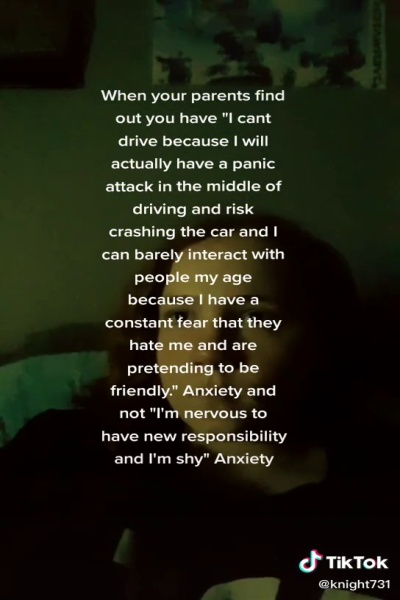 When your parents find
out you have "I cant
drive because I will
actually have a panic
attack in the middle of
driving and risk
crashing the car and I
can barely interact with
people my age
because I have a
constant fear that they
hate me and are
pretending to be
friendly." Anxiety and
not "I'm nervous to
have new responsibility
and I'm shy" Anxiety
TikTok
@knight731